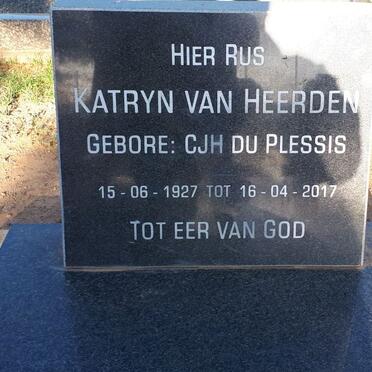 HIER RUS
KATRYN VAN HEERDEN
GEBORE: CJH DU PLESSIS
15-06-1927 TOT 16-04-2017
TOT EER VAN GOD